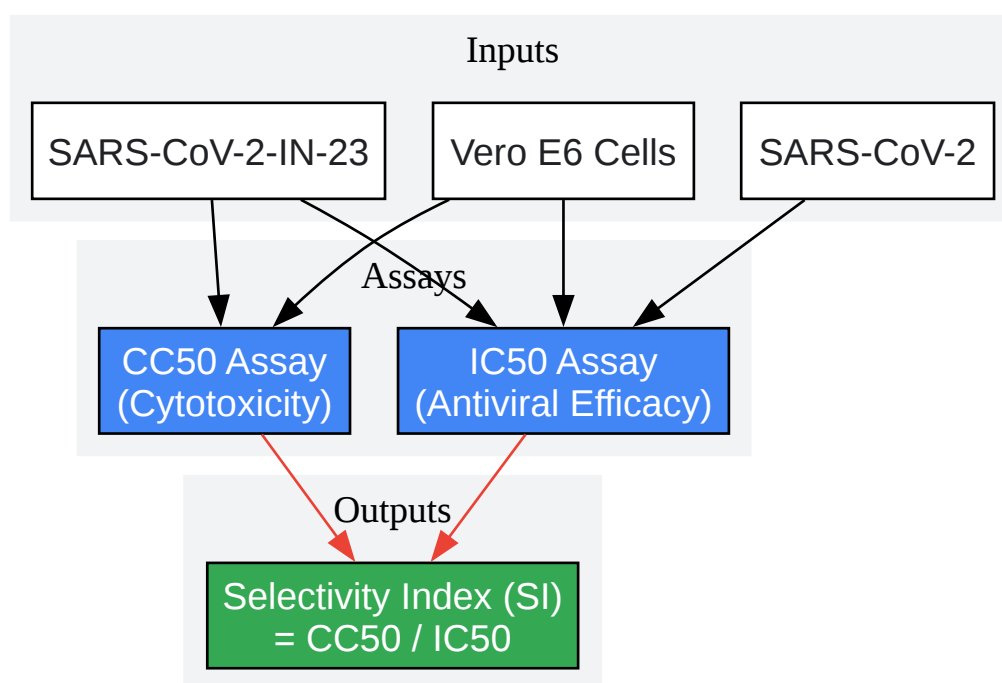 Inputs
SARS-CoV-2-IN-23
Vero E6 Cells
SARS-CoV-2
Assays
CC50 Assay
(Cytotoxicity)
IC50 Assay
(Antiviral Efficacy)
Outputs
Selectivity Index (SI)
= CC50 / IC50